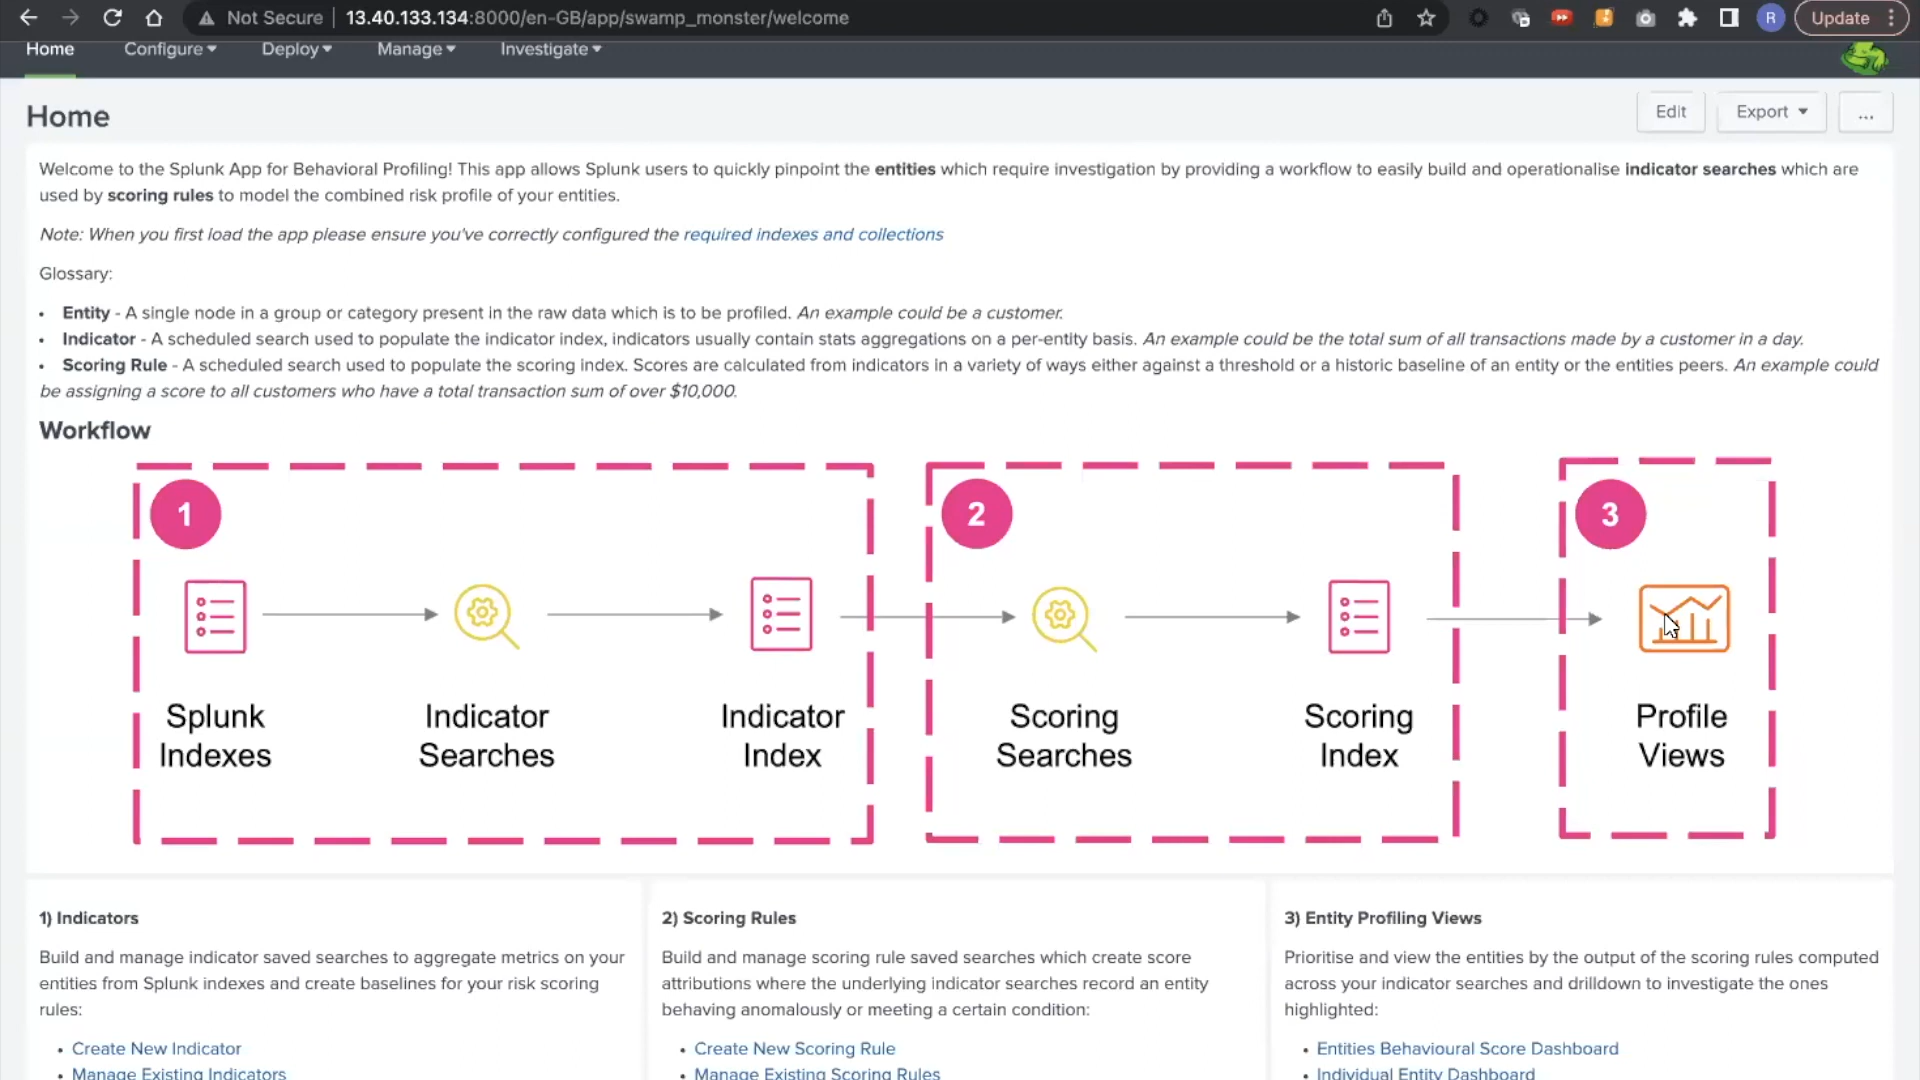 Not Secure | 13.40.133.134:8000/en-GB/app/swamp_monster/welcome
R
Update
Home
Configure
Deploy
Manage
Investigate
Home
Edit
Export
...
Welcome to the Splunk App for Behavioral Profiling! This app allows Splunk users to quickly pinpoint the entities which require investigation by providing a workflow to easily build and operationalise indicator searches which are
used by scoring rules to model the combined risk profile of your entities.
Note: When you first load the app please ensure you've correctly configured the required indexes and collections
Glossary:
• Entity - A single node in a group or category present in the raw data which is to be profiled. An example could be a customer.
• Indicator - A scheduled search used to populate the indicator index, indicators usually contain stats aggregations on a per-entity basis. An example could be the total sum of all transactions made by a customer in a day.
• Scoring Rule - A scheduled search used to populate the scoring index. Scores are calculated from indicators in a variety of ways either against a threshold or a historic baseline of an entity or the entities peers. An example could
be assigning a score to all customers who have a total transaction sum of over $10,000.
Workflow
1
2
3
Splunk
Indexes
Indicator
Searches
Indicator
Index
Scoring
Searches
Scoring
Index
Profile
Views
1) Indicators
Build and manage indicator saved searches to aggregate metrics on your
entities from Splunk indexes and create baselines for your risk scoring
rules:
• Create New Indicator
• Manage Existing Indicators
2) Scoring Rules
Build and manage scoring rule saved searches which create score
attributions where the underlying indicator searches record an entity
behaving anomalously or meeting a certain condition:
• Create New Scoring Rule
• Manage Existing Scoring Rules
3) Entity Profiling Views
Prioritise and view the entities by the output of the scoring rules computed
across your indicator searches and drilldown to investigate the ones
highlighted:
• Entities Behavioural Score Dashboard
• Individual Entity Dashboard